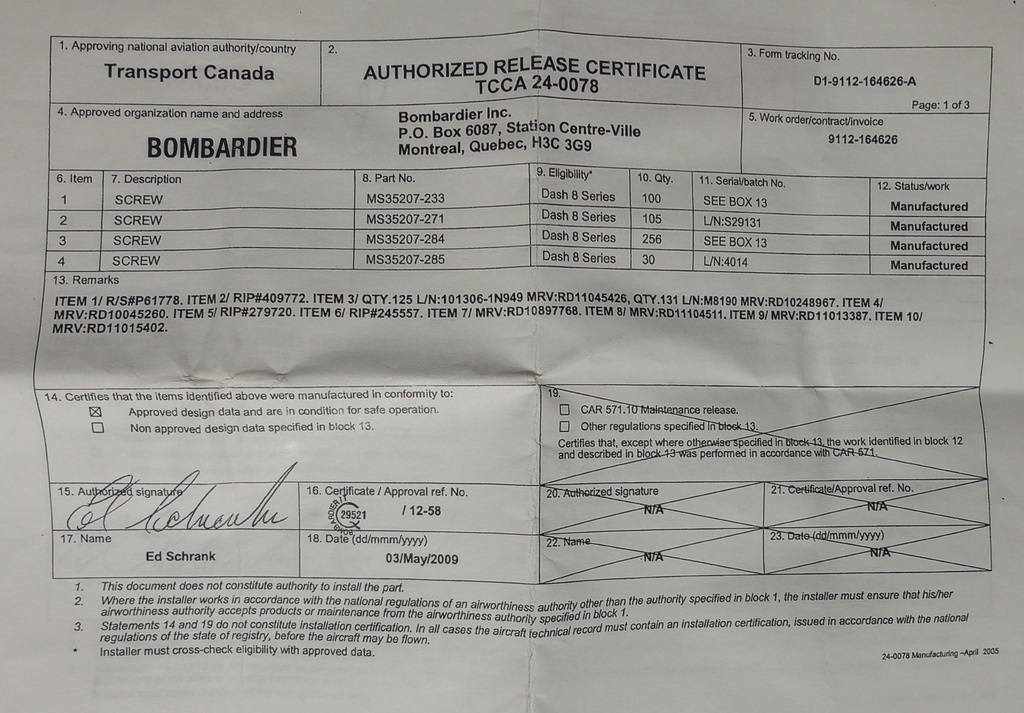 1. Approving national aviation authority/country
Transport Canada
2.
AUTHORIZED RELEASE CERTIFICATE
TCCA 24-0078
3. Form tracking No.
D1-9112-164626-A
Page: 1 of 3
4. Approved organization name and address
BOMBARDIER
Bombardier Inc.
P.O. Box 6087, Station Centre-Ville
Montreal, Quebec, H3C 3G9
5. Work order/contract/invoice
9112-164626
6. Item 7. Description 8. Part No. 9. Eligibility* 10. Qty. 11. Serial/batch No. 12. Status/work
1 SCREW MS35207-233 Dash 8 Series 100 SEE BOX 13 Manufactured
2 SCREW MS35207-271 Dash 8 Series 105 L/N:S29131 Manufactured
3 SCREW MS35207-284 Dash 8 Series 256 SEE BOX 13 Manufactured
4 SCREW MS35207-285 Dash 8 Series 30 L/N:4014 Manufactured
13. Remarks
ITEM 1/ R/S#P61778. ITEM 2/ RIP#409772. ITEM 3/ QTY.125 L/N:101306-1N949 MRV:RD11045426, QTY.131 L/N:M8190 MRV:RD10248967. ITEM 4/
MRV:RD10045260. ITEM 5/ RIP#279720. ITEM 6/ RIP#245557. ITEM 7/ MRV:RD10897768. ITEM 8/ MRV:RD11104511. ITEM 9/ MRV:RD11013387. ITEM 10/
MRV:RD11015402.
14. Certifies that the items identified above were manufactured in conformity to:
☒ Approved design data and are in condition for safe operation.
☐ Non approved design data specified in block 13.
19.
☐ CAR 571.10 Maintenance release.
☐ Other regulations specified in block 13.
Certifies that, except where otherwise specified in block 13, the work identified in block 12
and described in block 13 was performed in accordance with CAR 571.
15. Authorized signature
Ed Schrank
16. Certificate / Approval ref. No.
29521 / 12-58
17. Name
Ed Schrank
18. Date (dd/mmm/yyyy)
03/May/2009
20. Authorized signature
N/A
21. Certificate/Approval ref. No.
N/A
22. Name
N/A
23. Date (dd/mmm/yyyy)
N/A
1. This document does not constitute authority to install the part.
2. Where the installer works in accordance with the national regulations of an airworthiness authority other than the authority specified in block 1, the installer must ensure that his/her
airworthiness authority accepts products or maintenance from the airworthiness authority specified in block 1.
3. Statements 14 and 19 do not constitute installation certification. In all cases the aircraft technical record must contain an installation certification, issued in accordance with the national
regulations of the state of registry, before the aircraft may be flown.
* Installer must cross-check eligibility with approved data.
24-0078 Manufacturing –April 2005